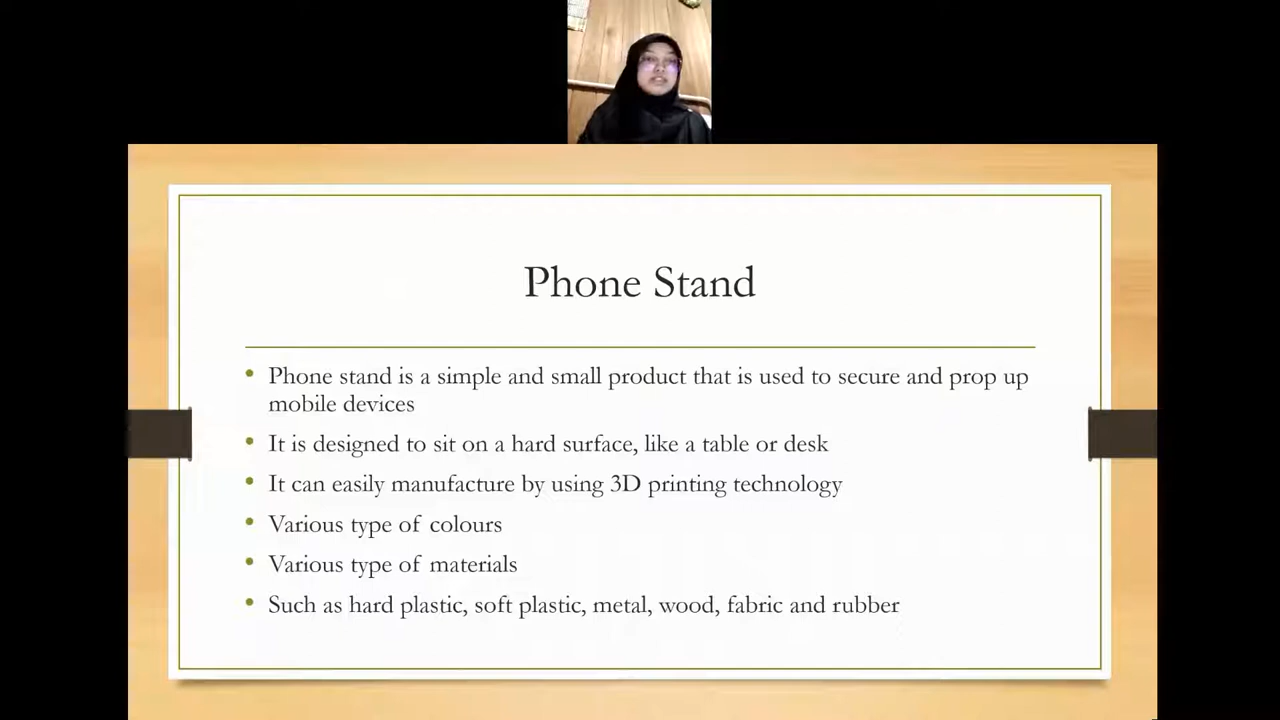 Phone Stand
• Phone stand is a simple and small product that is used to secure and prop up
mobile devices
• It is designed to sit on a hard surface, like a table or desk
• It can easily manufacture by using 3D printing technology
• Various type of colours
• Various type of materials
• Such as hard plastic, soft plastic, metal, wood, fabric and rubber